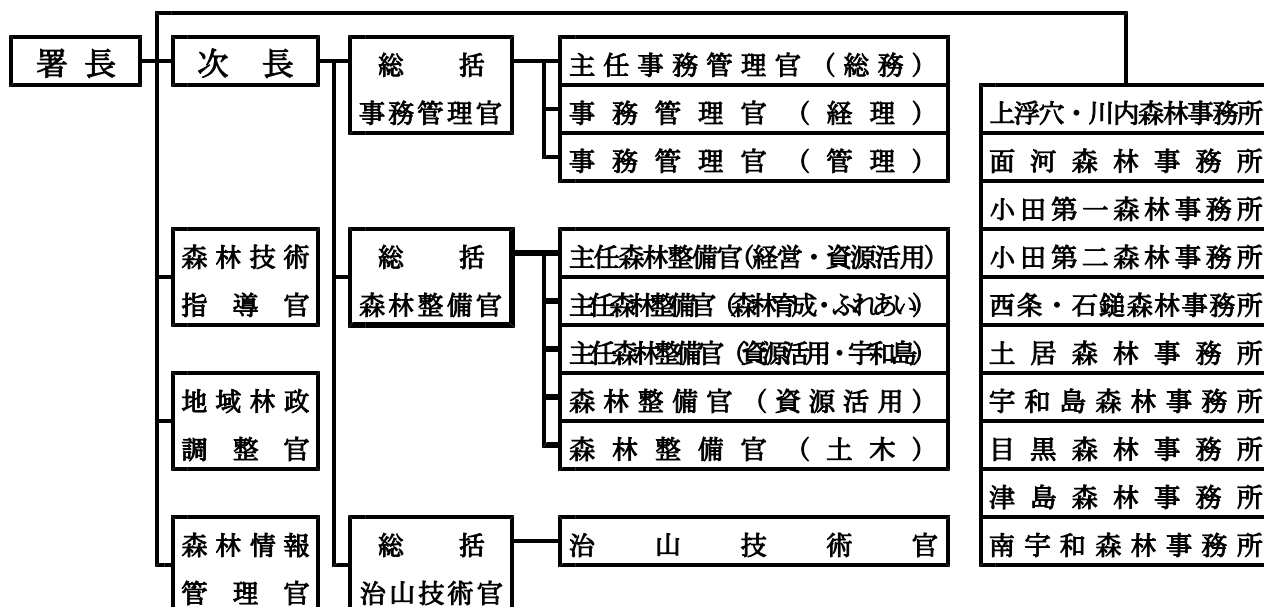 署長
次長
総括
事務管理官
主任事務管理官（総務）
事務管理官（経理）
事務管理官（管理）
森林技術
指導官
総括
森林整備官
主任森林整備官(経営・資源活用)
主任森林整備官(森林育成・ふれあい)
主任森林整備官(資源活用・宇和島)
森林整備官（資源活用）
森林整備官（土木）
地域林政
調整官
森林情報
管理官
総括
治山技術官
治山技術官
上浮穴・川内森林事務所
面河森林事務所
小田第一森林事務所
小田第二森林事務所
西条・石鎚森林事務所
土居森林事務所
宇和島森林事務所
目黒森林事務所
津島森林事務所
南宇和森林事務所